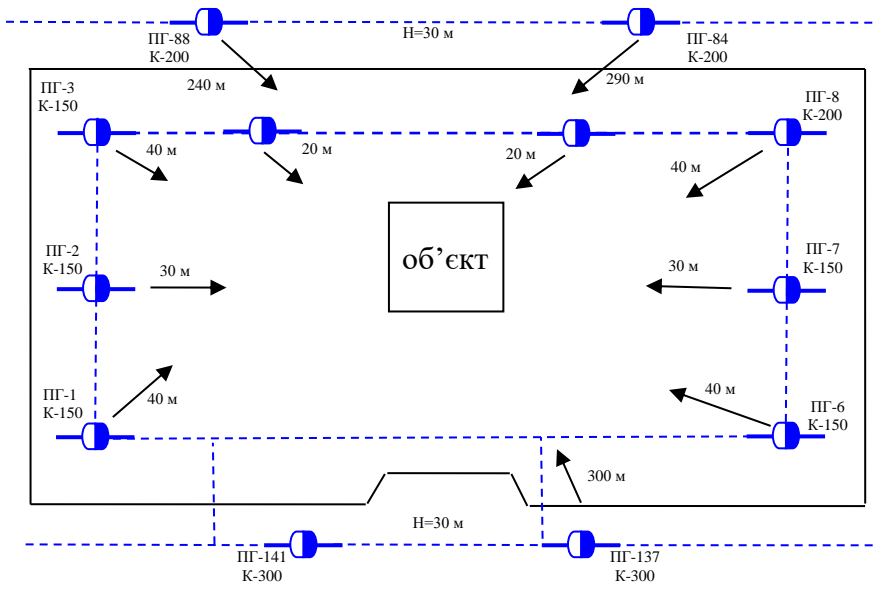 ПГ-88
К-200
Н=30 м
ПГ-84
К-200
240 м
290 м
ПГ-3
К-150
ПГ-8
К-200
40 м
20 м
20 м
40 м
ПГ-2
К-150
30 м
об’єкт
30 м
ПГ-7
К-150
ПГ-1
К-150
40 м
40 м
ПГ-6
К-150
300 м
Н=30 м
ПГ-141
К-300
ПГ-137
К-300